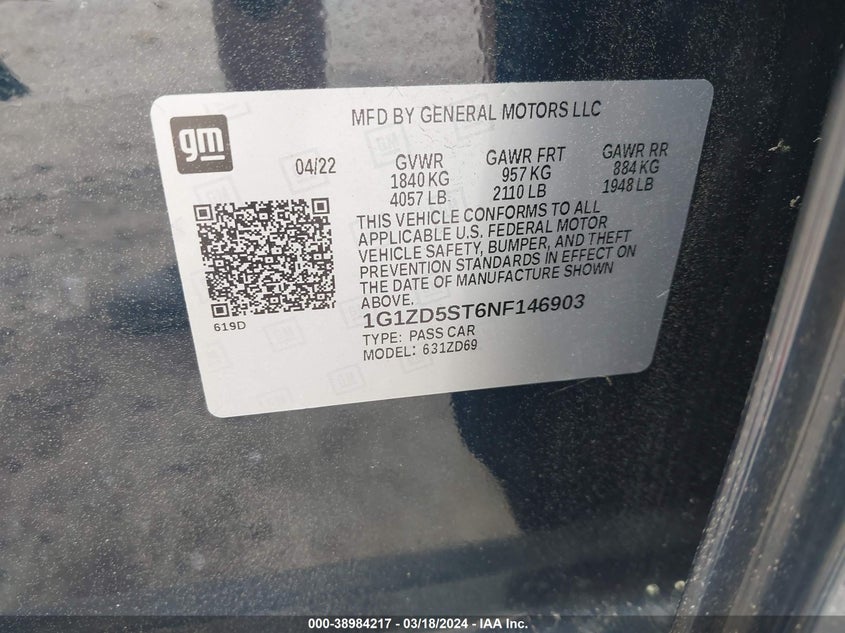 MFD BY GENERAL MOTORS LLC
gm
04/22
GVWR
1840 KG
4057 LB
GAWR FRT
957 KG
2110 LB
GAWR RR
884 KG
1948 LB
THIS VEHICLE CONFORMS TO ALL
APPLICABLE U.S. FEDERAL MOTOR
VEHICLE SAFETY, BUMPER, AND THEFT
PREVENTION STANDARDS IN EFFECT ON
THE DATE OF MANUFACTURE SHOWN
ABOVE.
1G1ZD5ST6NF146903
TYPE: PASS CAR
MODEL: 631ZD69
619D
000-38984217 - 03/18/2024 - IAA Inc.